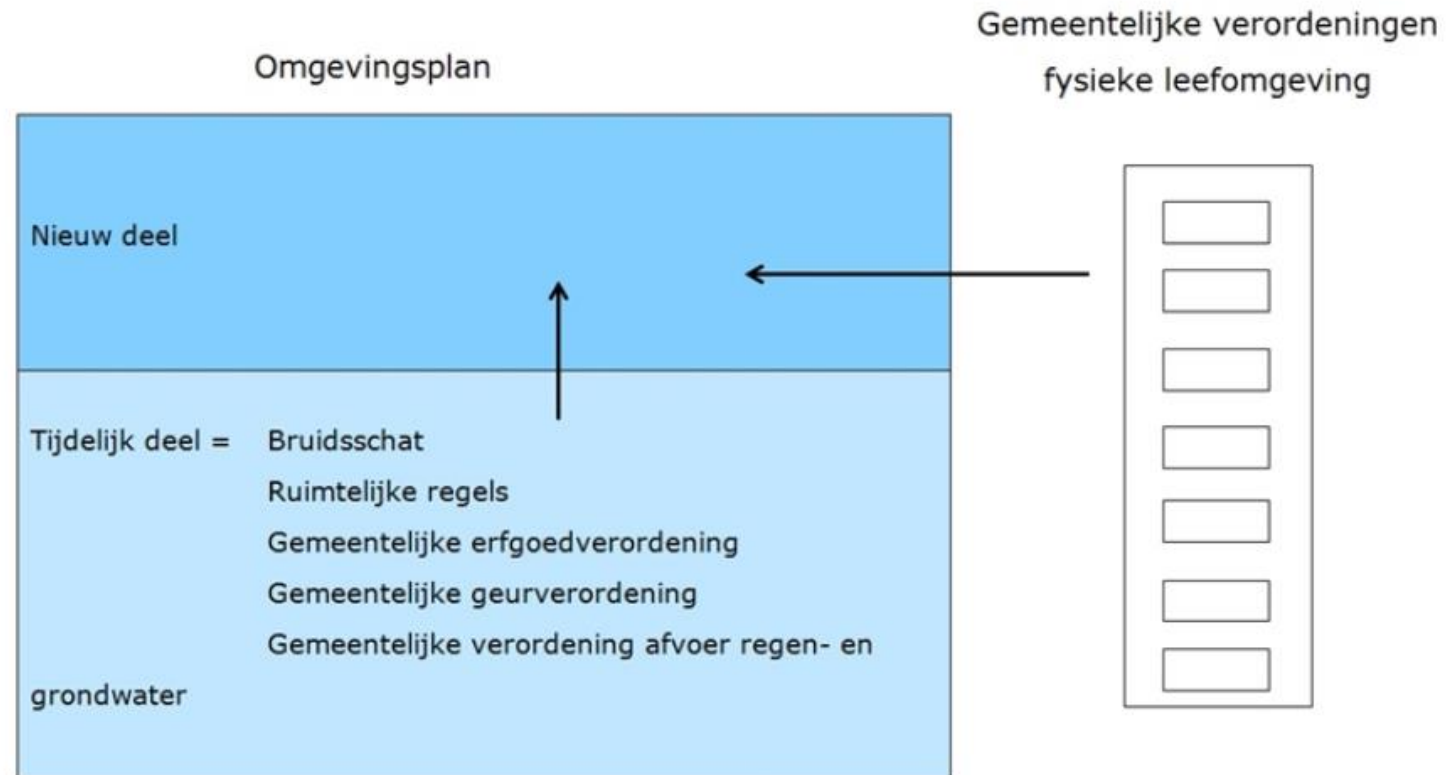 Omgevingsplan
Gemeentelijke verordeningen
fysieke leefomgeving
Nieuw deel
Tijdelijk deel = Bruidsschat
Ruimtelijke regels
Gemeentelijke erfgoedverordening
Gemeentelijke geurverordening
Gemeentelijke verordening afvoer regen- en
grondwater